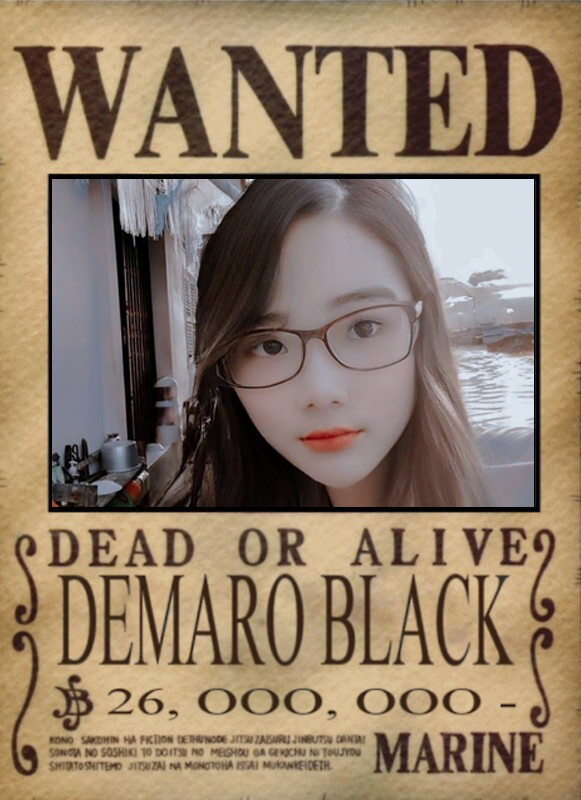 WANTED
DEAD OR ALIVE
DEMARO BLACK
฿ 26, 000, 000 -
KONO SAKUHIN HA FICTION DETHUNODE JITSUZAISURU JINBUTSU DANTAI
SONOTA NO SOSHIKI TO DOITSU NO MEISHOU GA GEKICHU NI TOUJYOU
SHITATOSHITEMO JITSUZAI NA MONOTOHA ISSAI MUKANKEIDETH.
MARINE